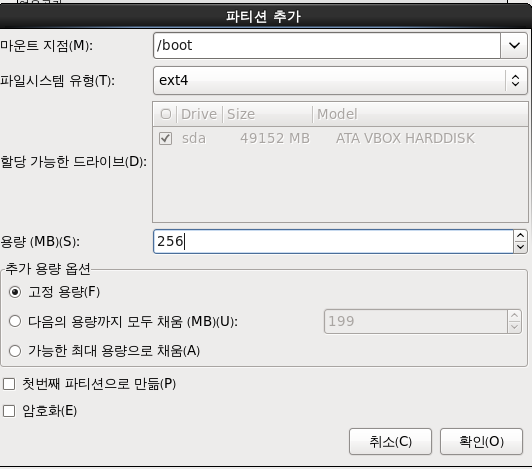 파티션 추가
마운트 지점(M): /boot
파일시스템 유형(T): ext4
Drive Size Model
sda 49152 MB ATA VBOX HARDDISK
할당 가능한 드라이브(D):
용량 (MB)(S): 256
추가 용량 옵션
고정 용량(F)
다음의 용량까지 모두 채움 (MB)(U): 199
가능한 최대 용량으로 채움(A)
첫번째 파티션으로 만듦(P)
암호화(E)
취소(C) 확인(O)